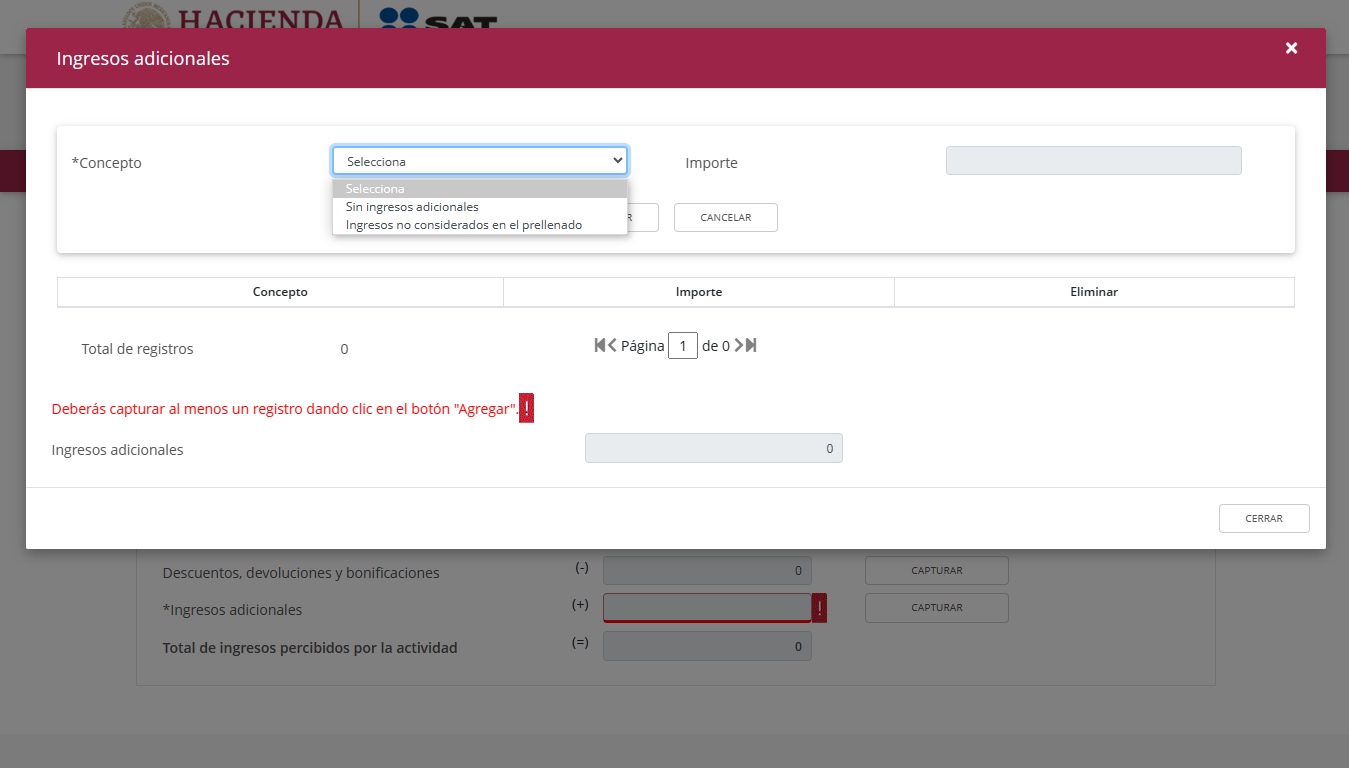 HACIENDA
SAT
Ingresos adicionales
×
*Concepto
Selecciona
Importe
Selecciona
Sin ingresos adicionales
Ingresos no considerados en el prellenado
R
CANCELAR
Concepto
Importe
Eliminar
Total de registros
0
Página 1 de 0
Deberás capturar al menos un registro dando clic en el botón "Agregar". !
Ingresos adicionales
0
CERRAR
Descuentos, devoluciones y bonificaciones
(-)
0
CAPTURAR
*Ingresos adicionales
(+)
!
CAPTURAR
Total de ingresos percibidos por la actividad
(=)
0